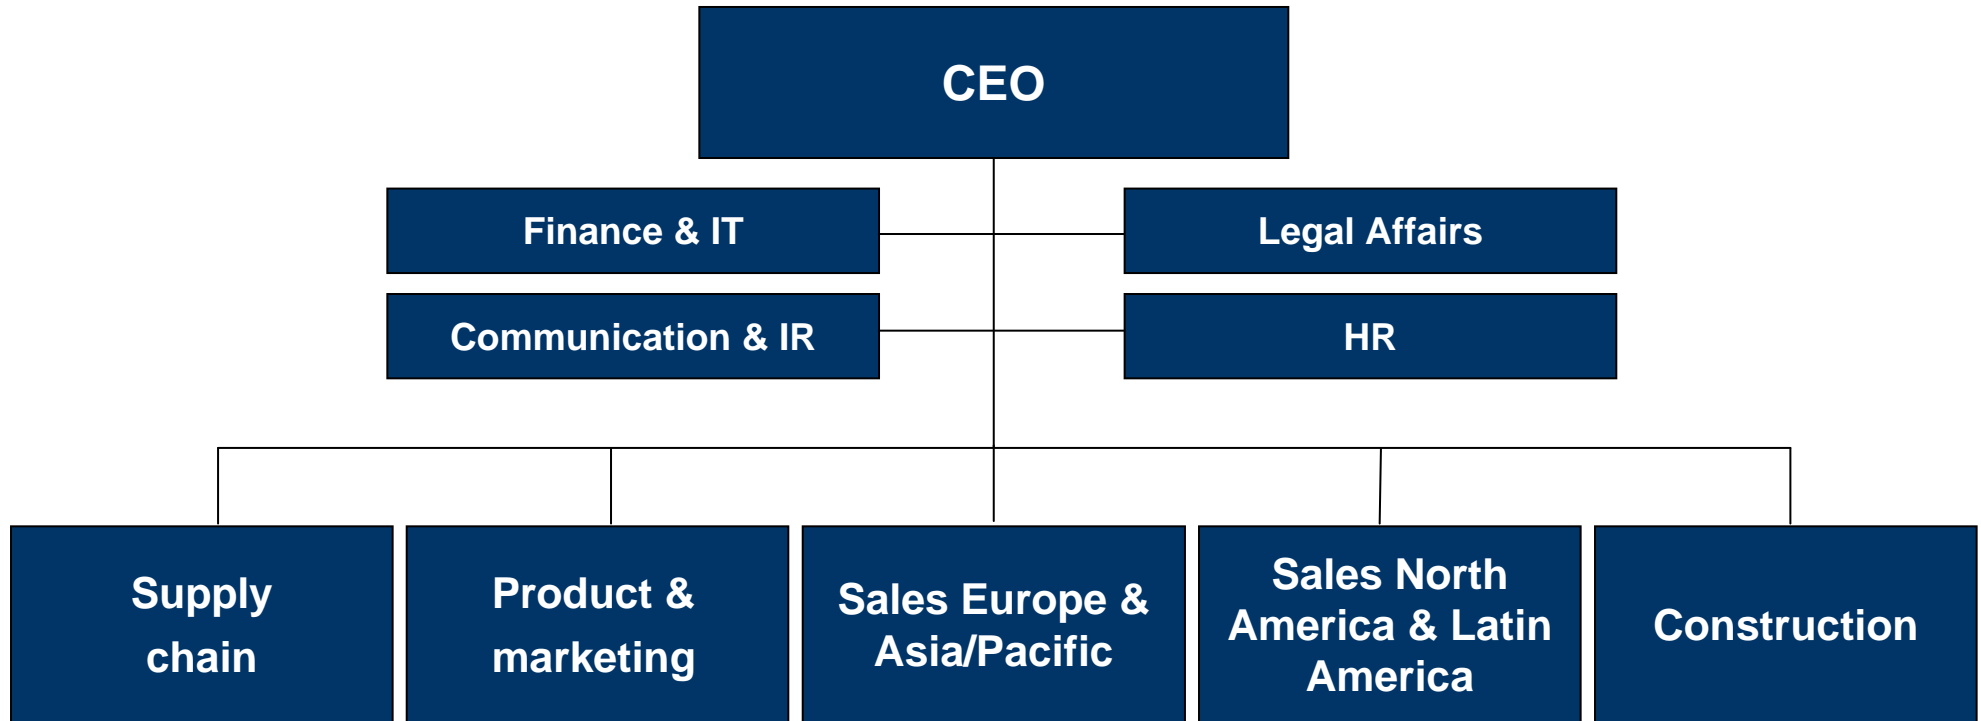 CEO
Finance & IT
Legal Affairs
Communication & IR
HR
Supply
chain
Product &
marketing
Sales Europe &
Asia/Pacific
Sales North
America & Latin
America
Construction